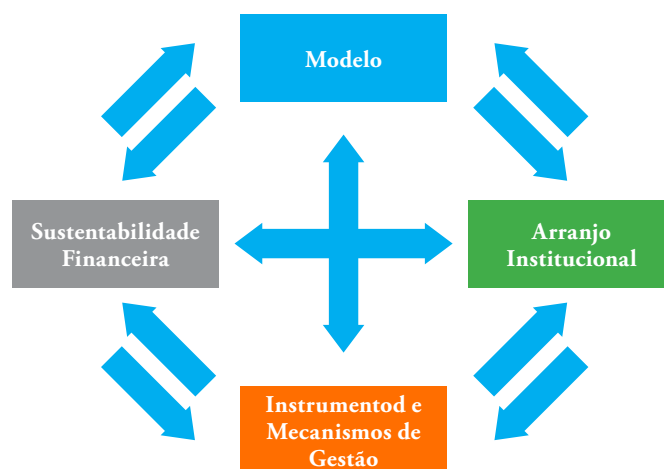 Modelo
Sustentabilidade
Financeira
Arranjo
Institucional
Instrumentod e
Mecanismos de
Gestão